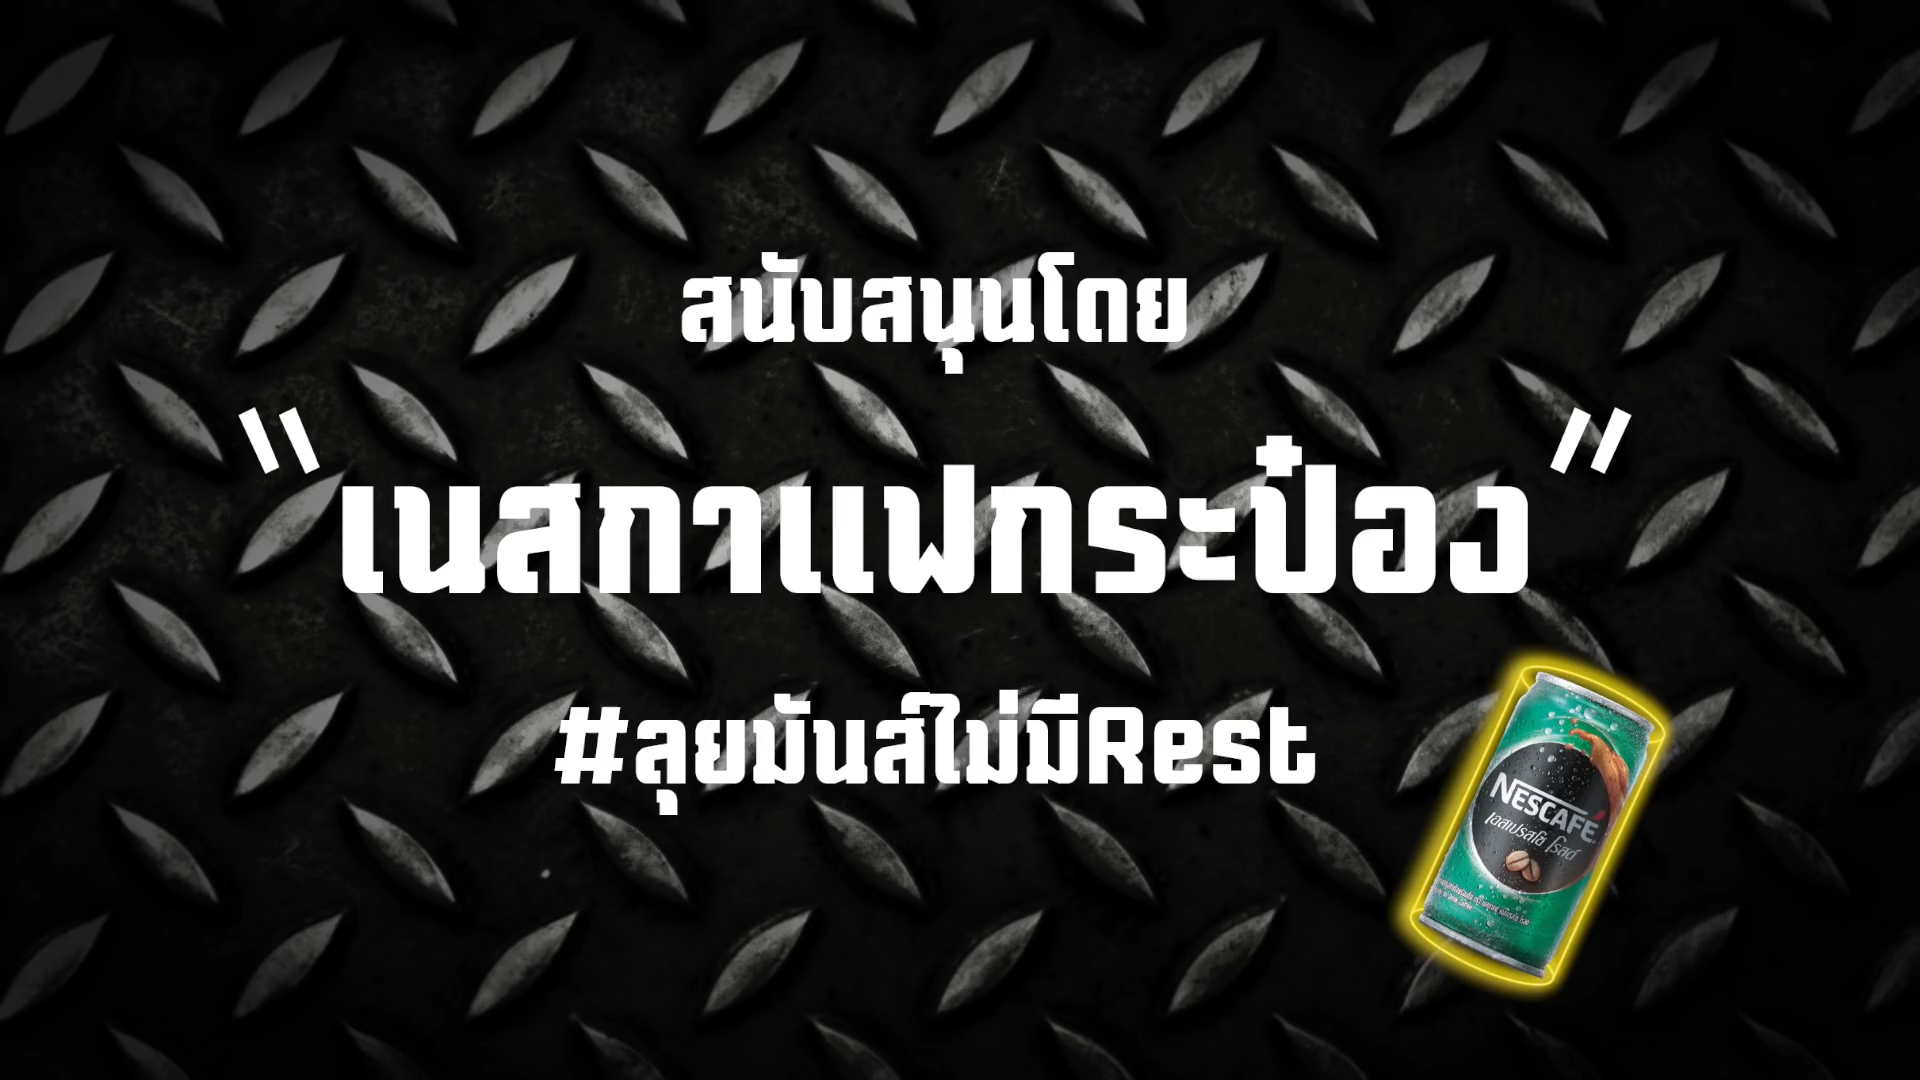 สนับสนุนโดย
"เนสกาแฟกระป๋อง"
#ลุยมันส์ไม่มีRest
NESCAFÉ
เอสเปรสโซ โรสต์